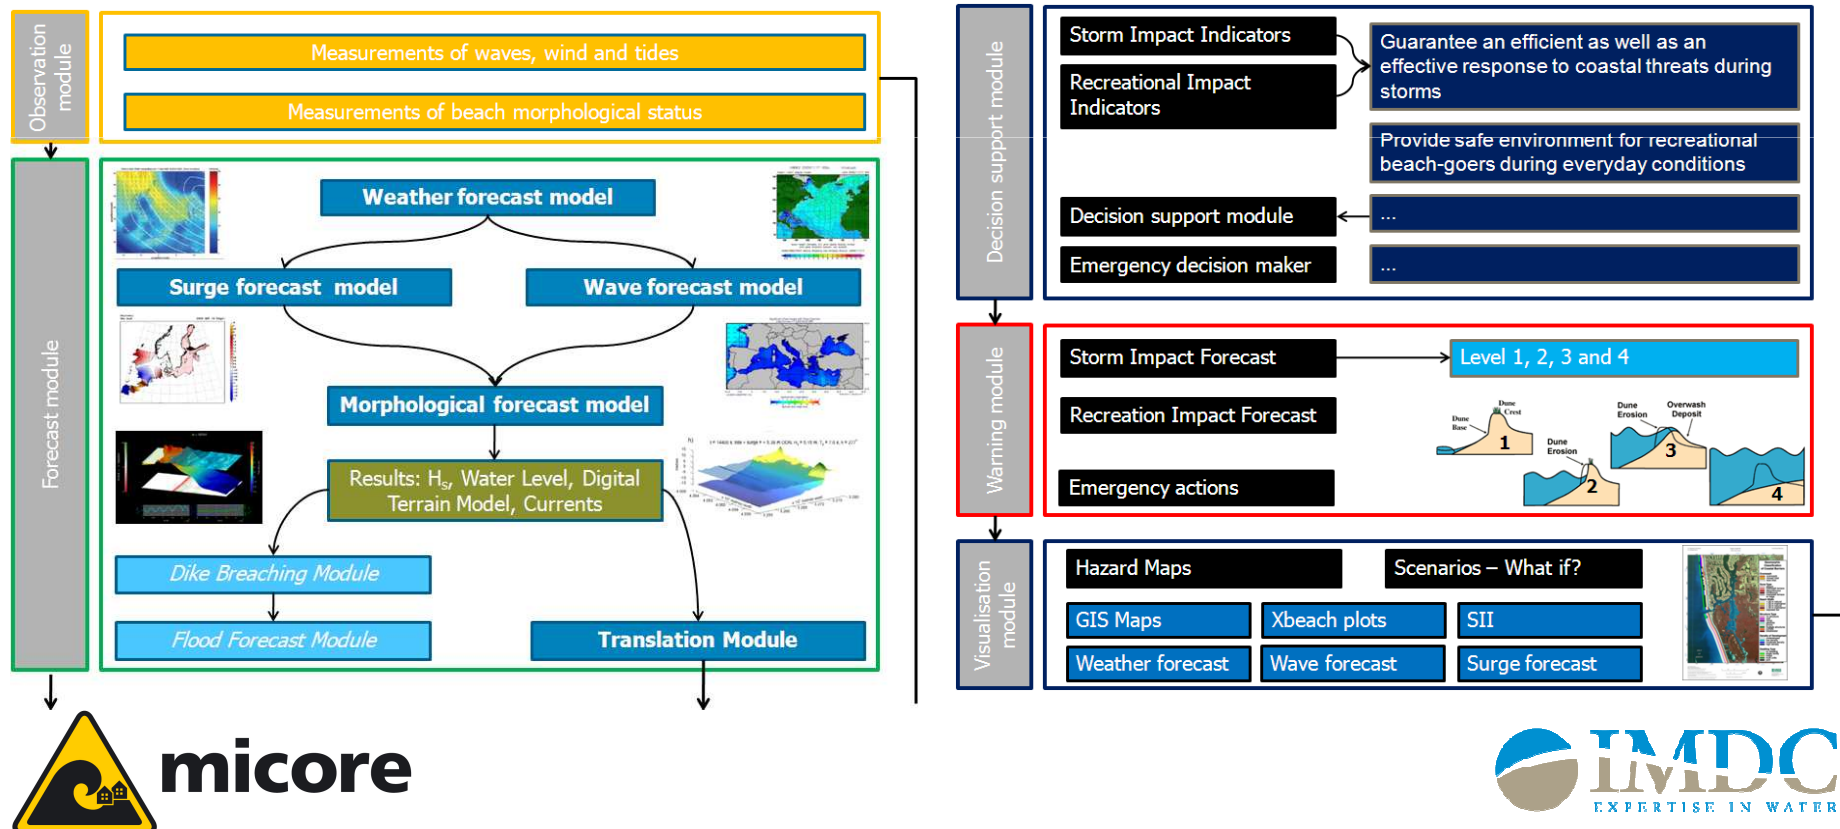 Observation
module
Measurements of waves, wind and tides
Measurements of beach morphological status
Forecast module
Weather forecast model
Surge forecast model
Wave forecast model
Morphological forecast model
Results: Hs, Water Level, Digital
Terrain Model, Currents
Dike Breaching Module
Flood Forecast Module
Translation Module
Decision support module
Storm Impact Indicators
Recreational Impact
Indicators
Guarantee an efficient as well as an
effective response to coastal threats during
storms
Provide safe environment for recreational
beach-goers during everyday conditions
Decision support module
...
Emergency decision maker
...
Warning module
Storm Impact Forecast
Level 1, 2, 3 and 4
Recreation Impact Forecast
Emergency actions
Dune
Crest
Dune
Base
1
Dune
Erosion
2
Dune
Erosion
Overwash
Deposit
3
4
Visualisation
module
Hazard Maps
Scenarios – What if?
GIS Maps
Xbeach plots
SII
Weather forecast
Wave forecast
Surge forecast
micore
IMDC
EXPERTISE IN WATER